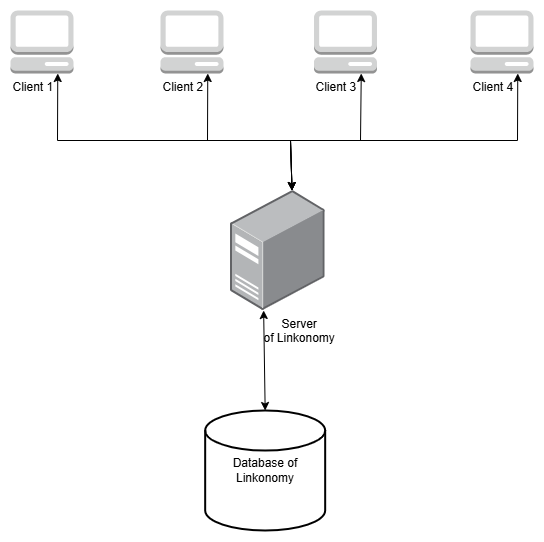 Client 1
Client 2
Client 3
Client 4
Server
of Linkonomy
Database of
Linkonomy